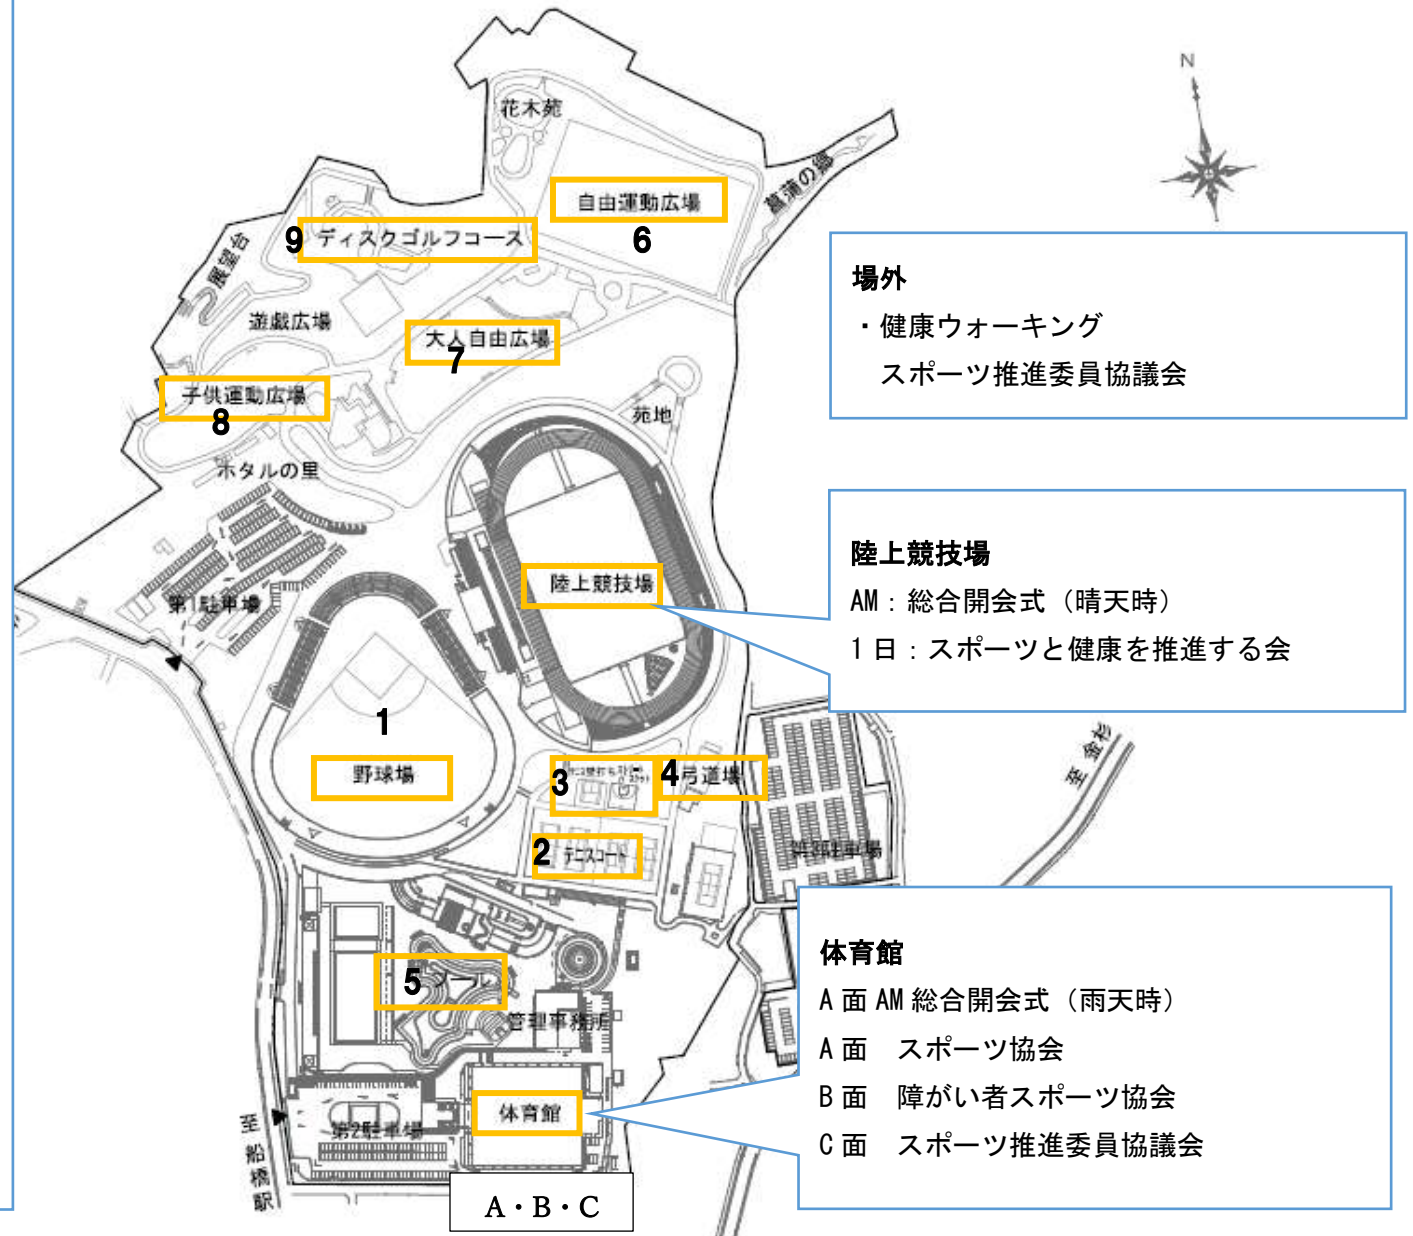 N
花木苑
自由運動広場
6
菖蒲の郷
9
ディスクゴルフコース
展望台
遊戯広場
大人自由広場
7
子供運動広場
8
苑地
ホタルの里
第1駐車場
陸上競技場
1
野球場
3
4
弓道場
2
テニスコート
第3駐車場
至 金杉
5
管理事務所
体育館
第2駐車場
至 船橋駅
A・B・C
場外
・健康ウォーキング
スポーツ推進委員協議会
陸上競技場
AM：総合開会式（晴天時）
1日：スポーツと健康を推進する会
体育館
A面 AM 総合開会式（雨天時）
A面 スポーツ協会
B面 障がい者スポーツ協会
C面 スポーツ推進委員協議会